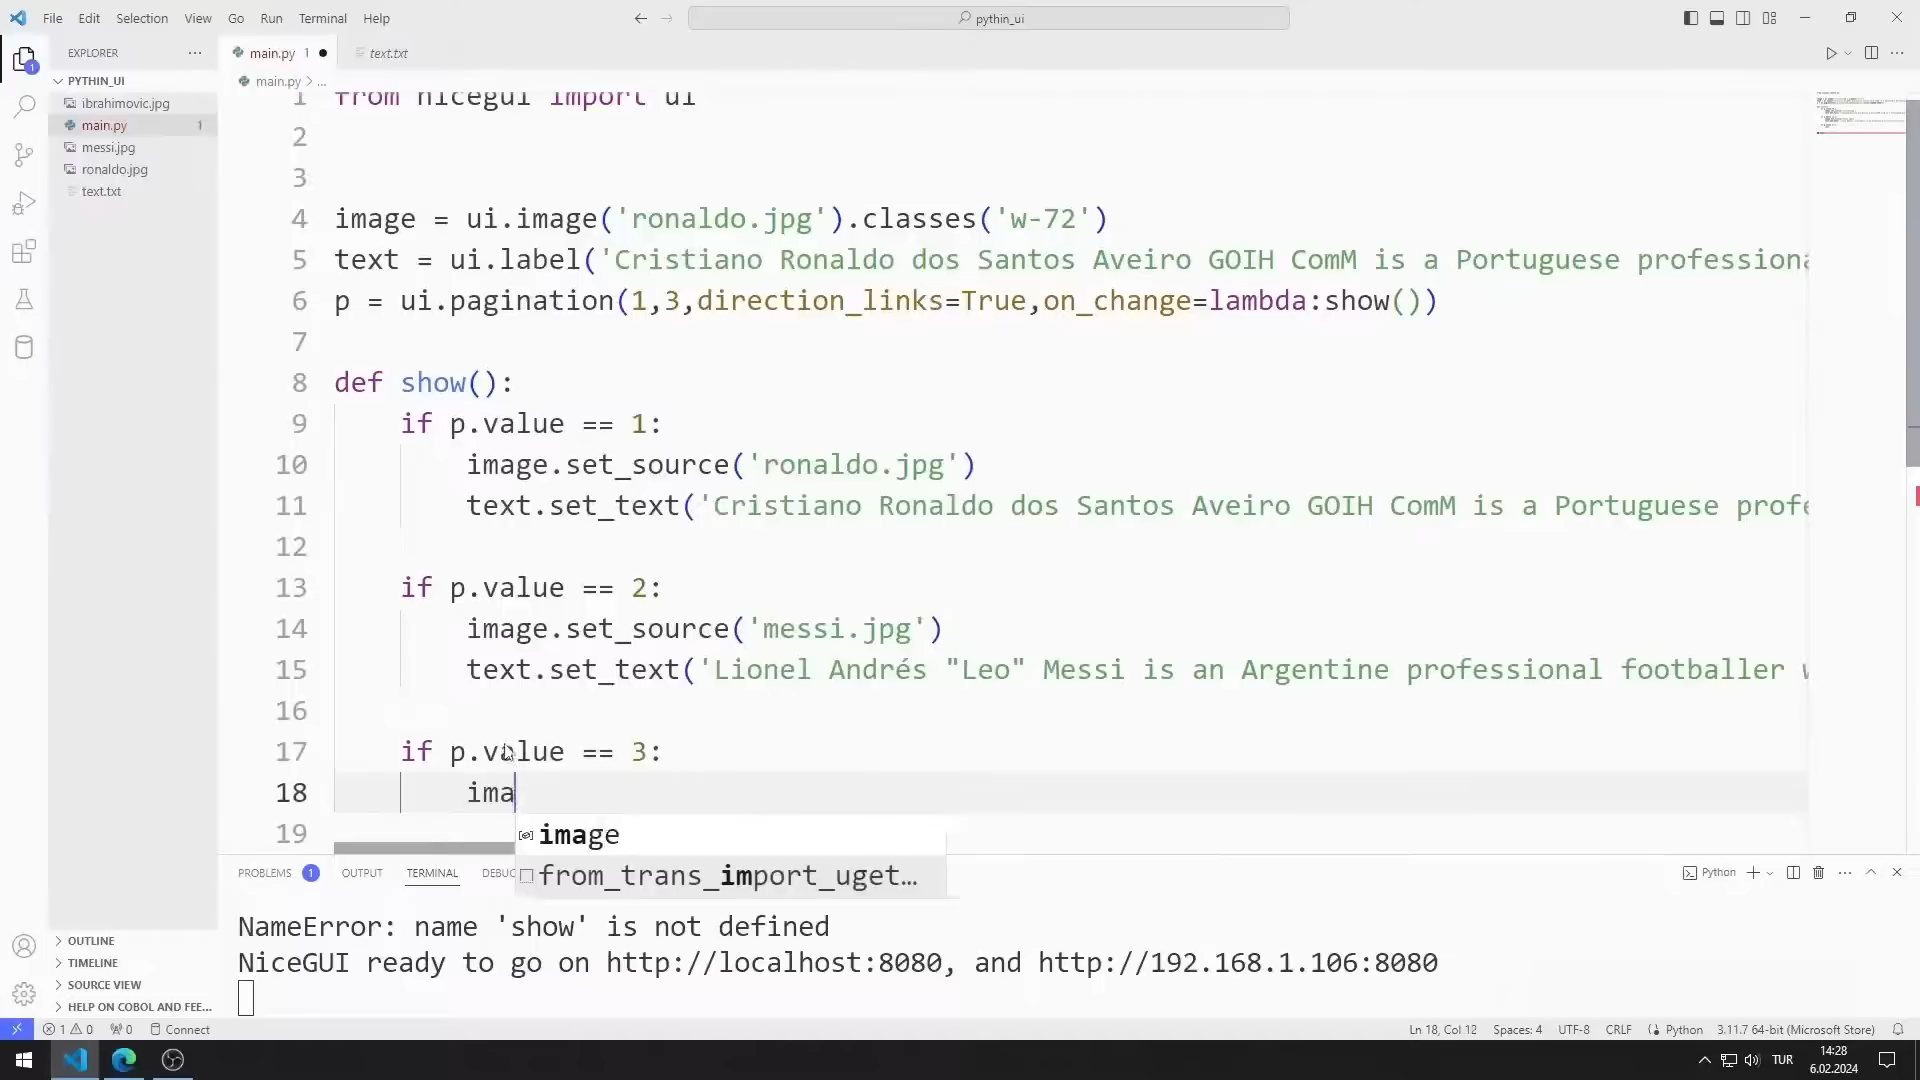 File Edit Selection View Go Run Terminal Help
pythin_ui
EXPLORER
main.py 1
text.txt
PYTHIN_UI
main.py > ...
ibrahimovic.jpg
main.py 1
messi.jpg
ronaldo.jpg
text.txt
1
1 from nicegui import ui
2
3
4 image = ui.image('ronaldo.jpg').classes('w-72')
5 text = ui.label('Cristiano Ronaldo dos Santos Aveiro GOIH ComM is a Portuguese professiona
6 p = ui.pagination(1,3,direction_links=True,on_change=lambda:show())
7
8 def show():
9 if p.value == 1:
10 image.set_source('ronaldo.jpg')
11 text.set_text('Cristiano Ronaldo dos Santos Aveiro GOIH ComM is a Portuguese profe
12
13 if p.value == 2:
14 image.set_source('messi.jpg')
15 text.set_text('Lionel Andrés "Leo" Messi is an Argentine professional footballer w
16
17 if p.value == 3:
18 ima
19
image
from_trans_import_uget…
PROBLEMS 1 OUTPUT TERMINAL DEBUG
Python
NameError: name 'show' is not defined
NiceGUI ready to go on http://localhost:8080, and http://192.168.1.106:8080
OUTLINE
TIMELINE
SOURCE VIEW
HELP ON COBOL AND FEE...
1 0 0 Connect
Ln 18, Col 12 Spaces: 4 UTF-8 CRLF Python 3.11.7 64-bit (Microsoft Store)
TUR
14:28
6.02.2024